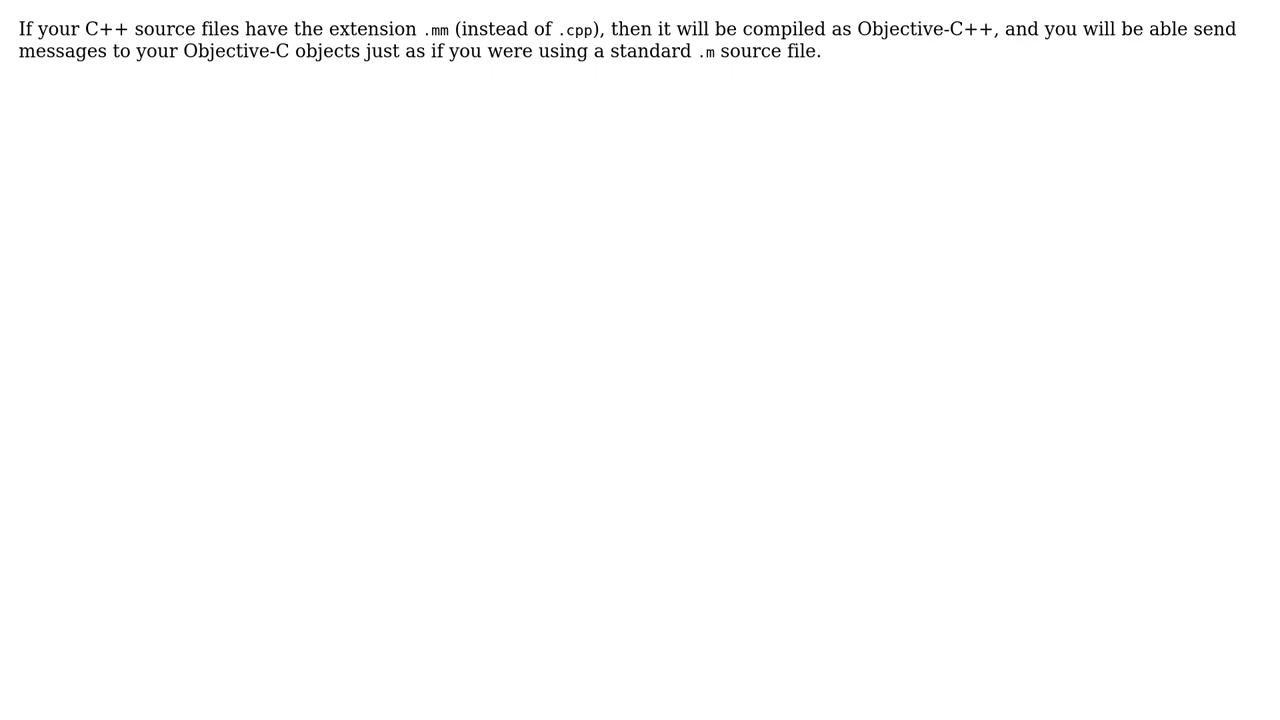 If your C++ source files have the extension .mm (instead of .cpp), then it will be compiled as Objective-C++, and you will be able send
messages to your Objective-C objects just as if you were using a standard .m source file.